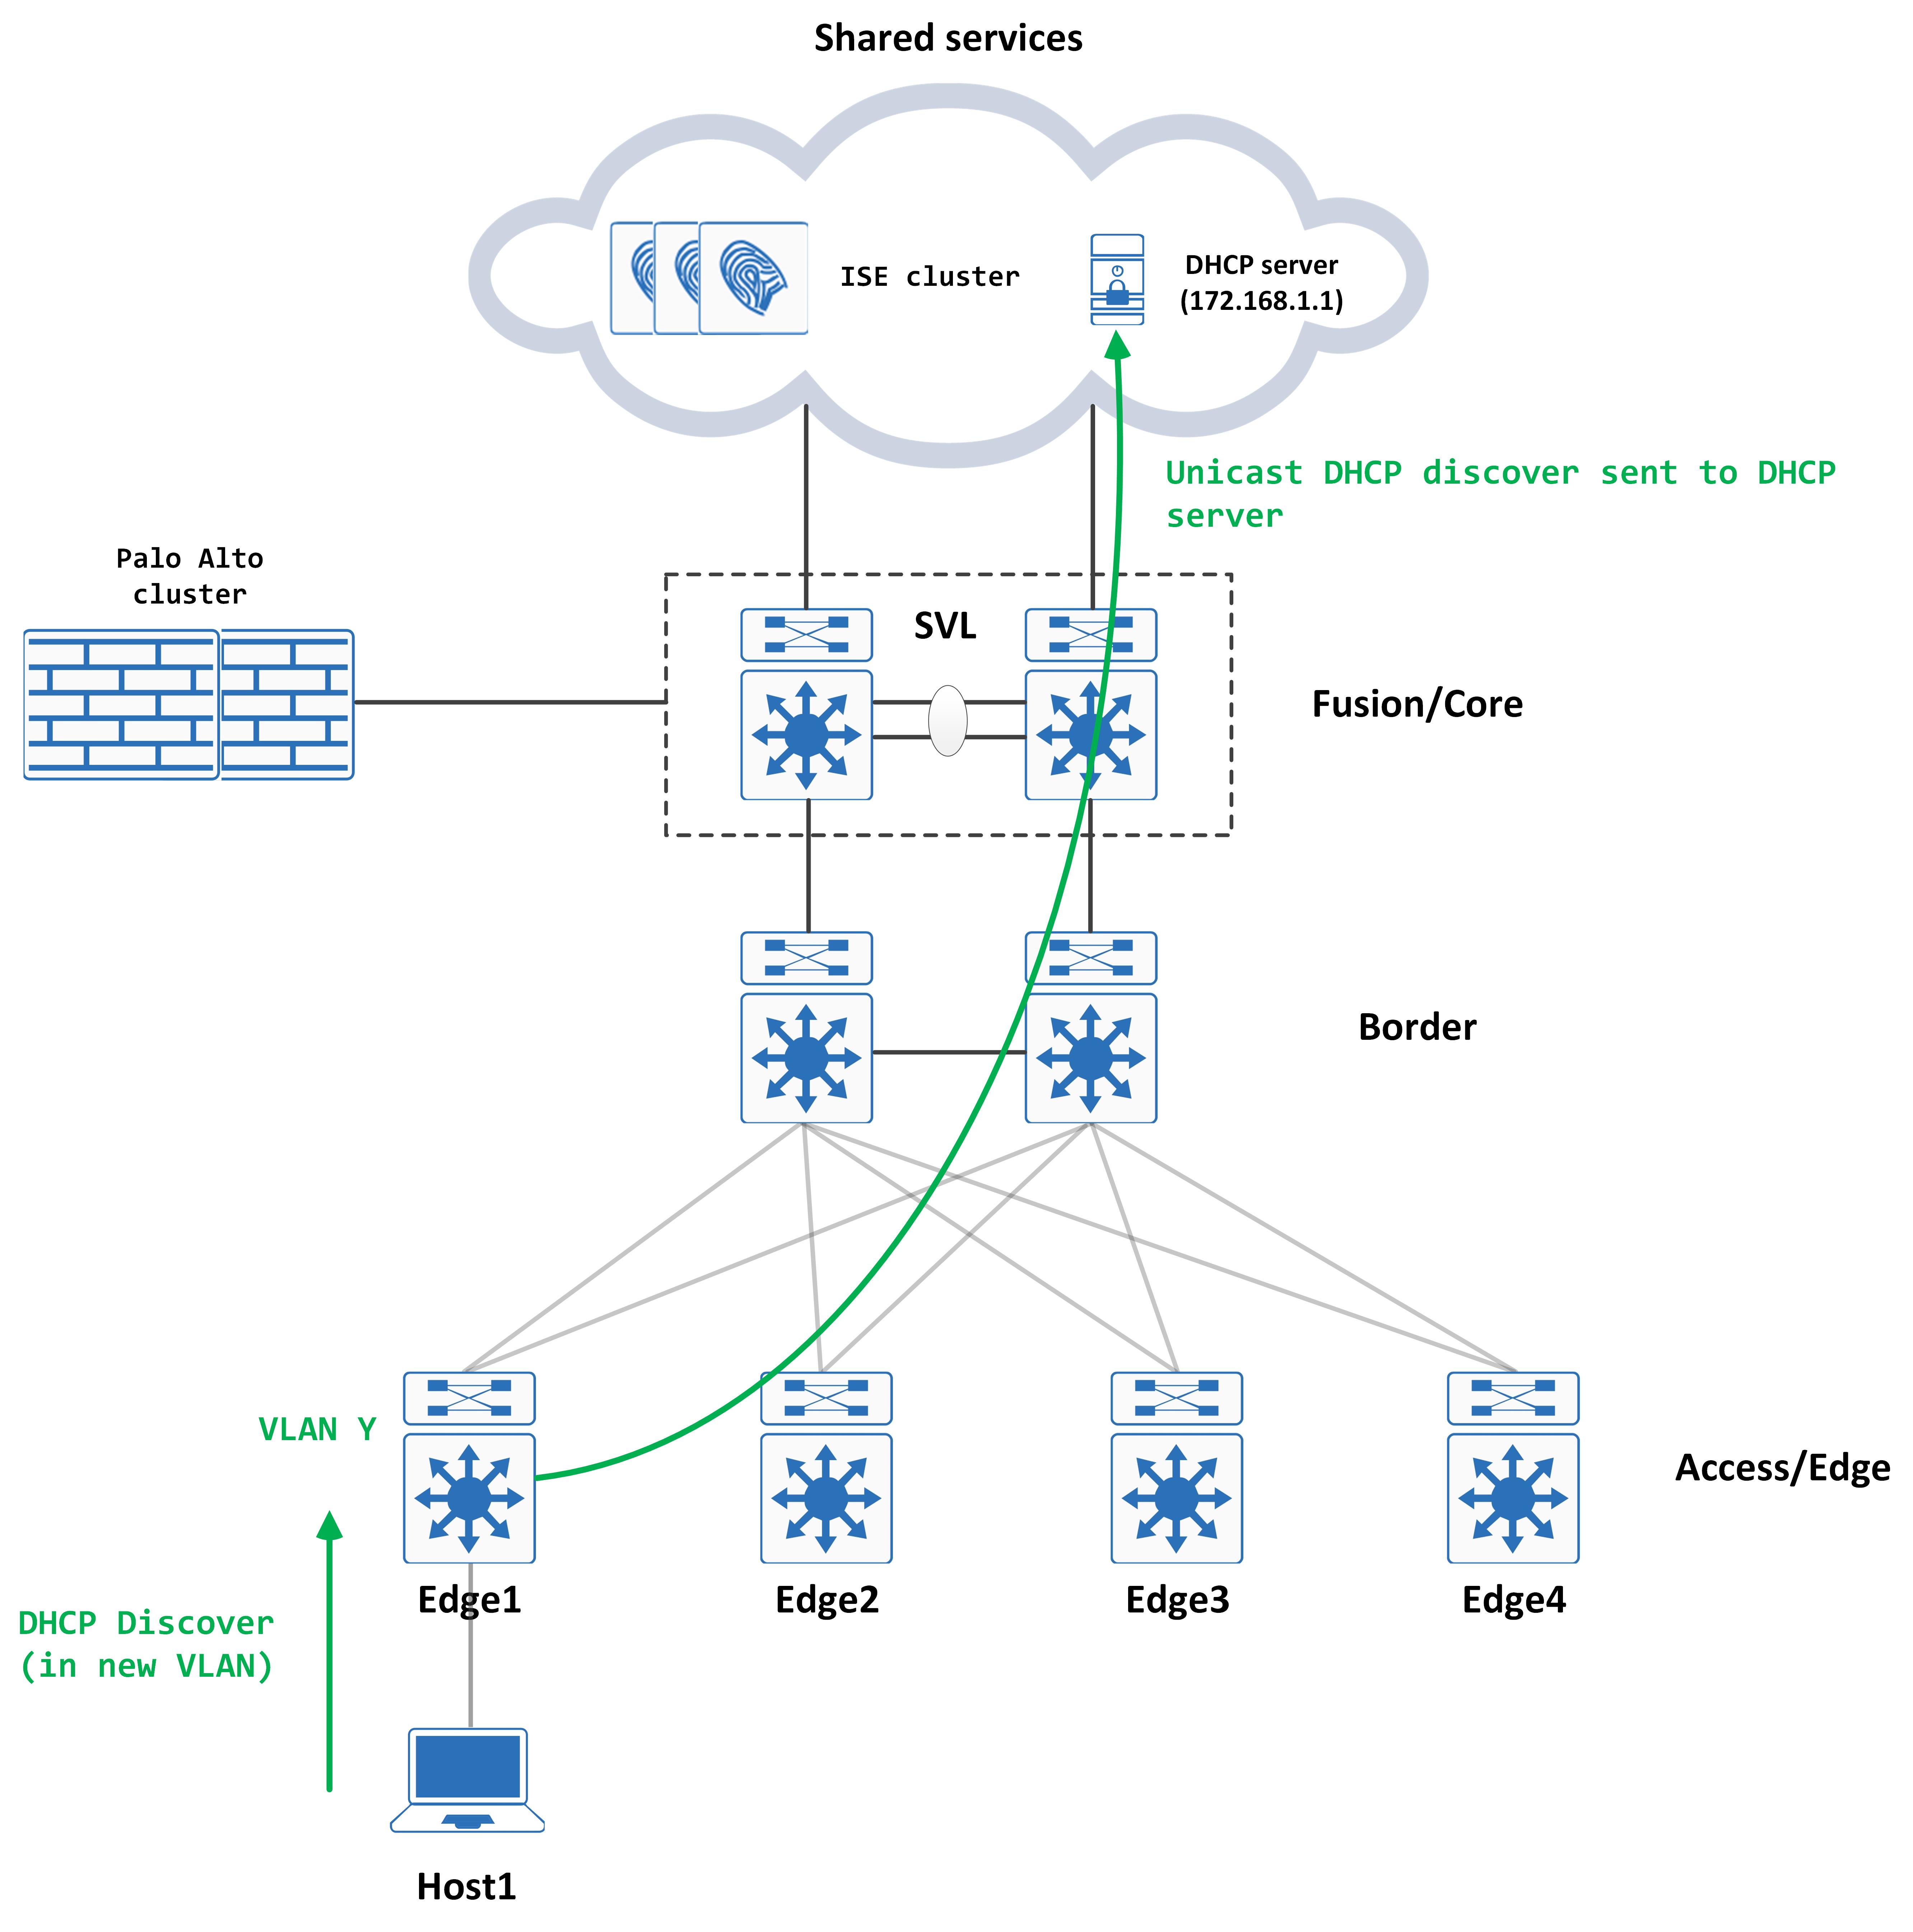 Shared services
ISE cluster
DHCP server
(172.168.1.1)
Unicast DHCP discover sent to DHCP
server
Palo Alto
cluster
SVL
Fusion/Core
Border
VLAN Y
Access/Edge
Edge1
Edge2
Edge3
Edge4
DHCP Discover
(in new VLAN)
Host1